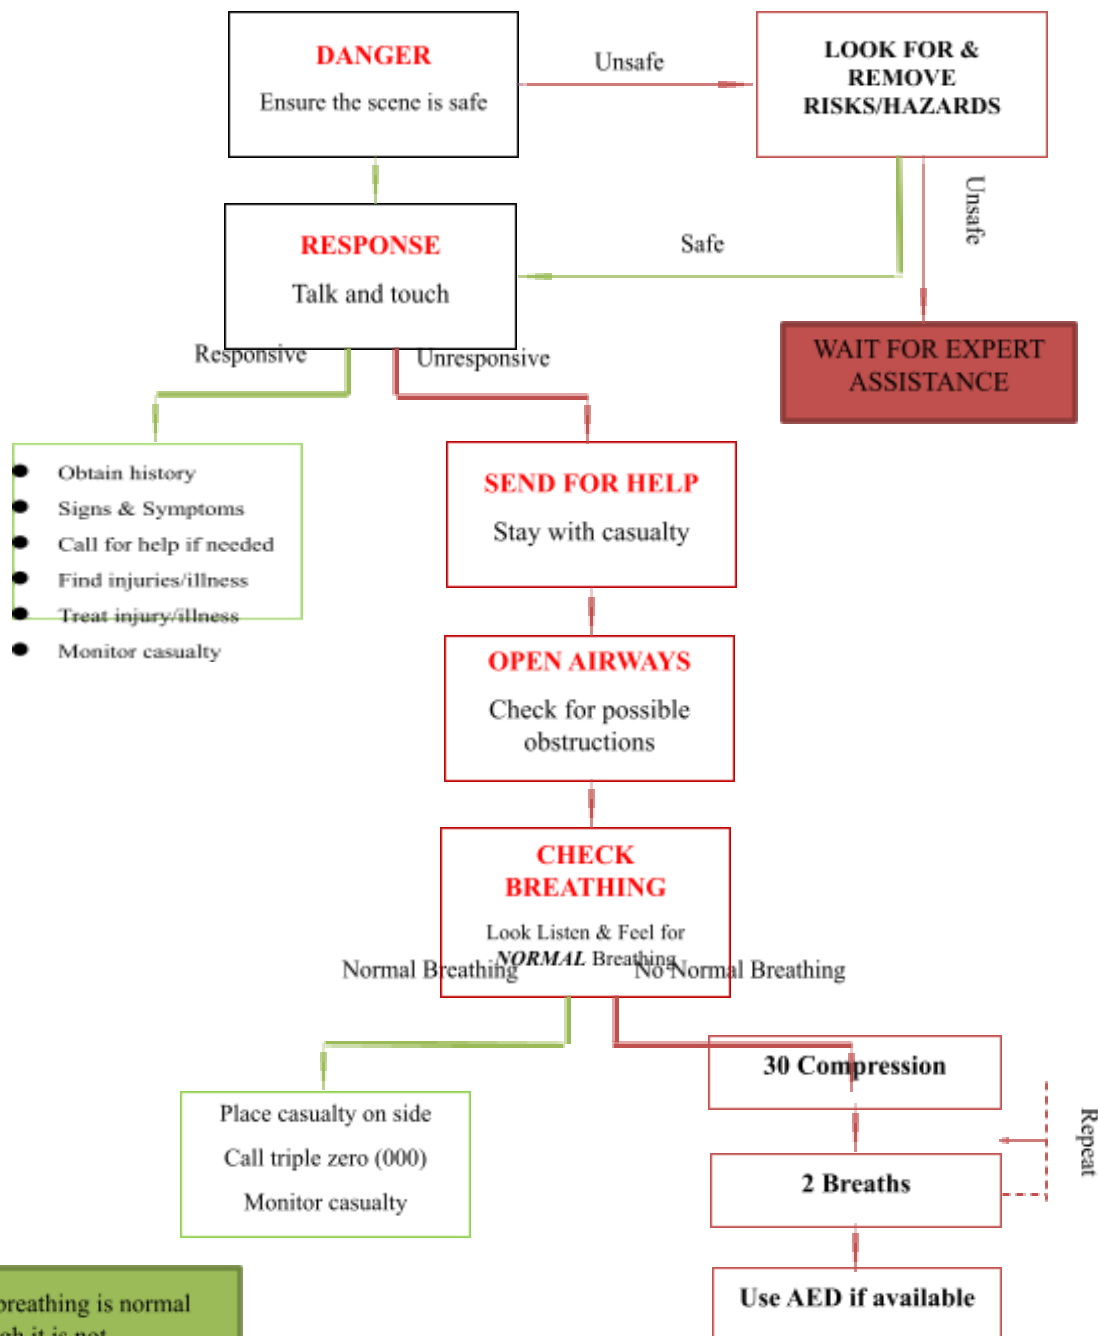 DANGER
Ensure the scene is safe
Unsafe
LOOK FOR &
REMOVE
RISKS/HAZARDS
Unsafe
RESPONSE
Talk and touch
Safe
WAIT FOR EXPERT
ASSISTANCE
Responsive
Unresponsive
Obtain history
Signs & Symptoms
Call for help if needed
Find injuries/illness
Treat injury/illness
Monitor casualty
SEND FOR HELP
Stay with casualty
OPEN AIRWAYS
Check for possible
obstructions
CHECK
BREATHING
Look Listen & Feel for
NORMAL Breathing
Normal Breathing
No Normal Breathing
Place casualty on side
Call triple zero (000)
Monitor casualty
30 Compression
2 Breaths
Repeat
Use AED if available
breathing is normal
it is not